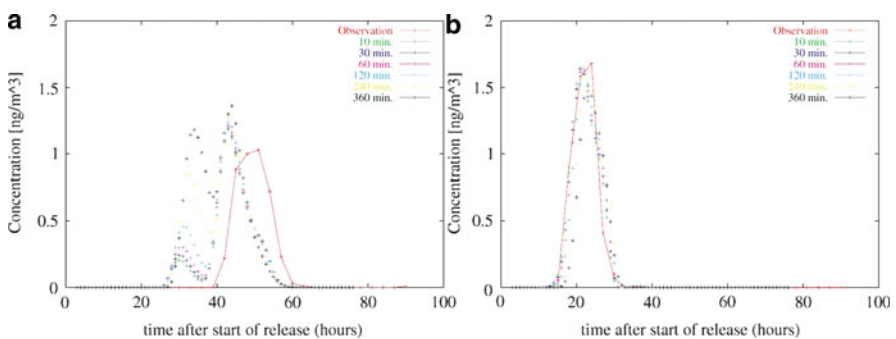 a
2
1.5
1
0.5
0
Concentration [ng/m^3]
0 20 40 60 80 100
time after start of release (hours)
Observation
10 min.
30 min.
60 min.
120 min.
240 min.
360 min.
b
2
1.5
1
0.5
0
Concentration [ng/m^3]
0 20 40 60 80 100
time after start of release (hours)
Observation
10 min.
30 min.
60 min.
120 min.
240 min.
360 min.